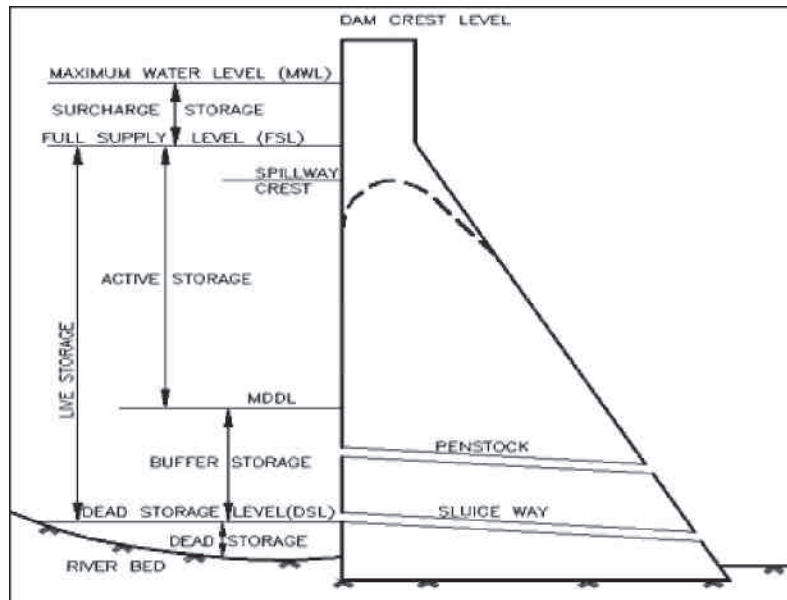 DAM CREST LEVEL
MAXIMUM WATER LEVEL (MWL)
SURCHARGE STORAGE
FULL SUPPLY LEVEL (FSL)
SPILLWAY
CREST
ACTIVE STORAGE
LIVE STORAGE
MDDL
PENSTOCK
BUFFER STORAGE
DEAD STORAGE LEVEL(DSL)
SLUICE WAY
DEAD STORAGE
RIVER BED